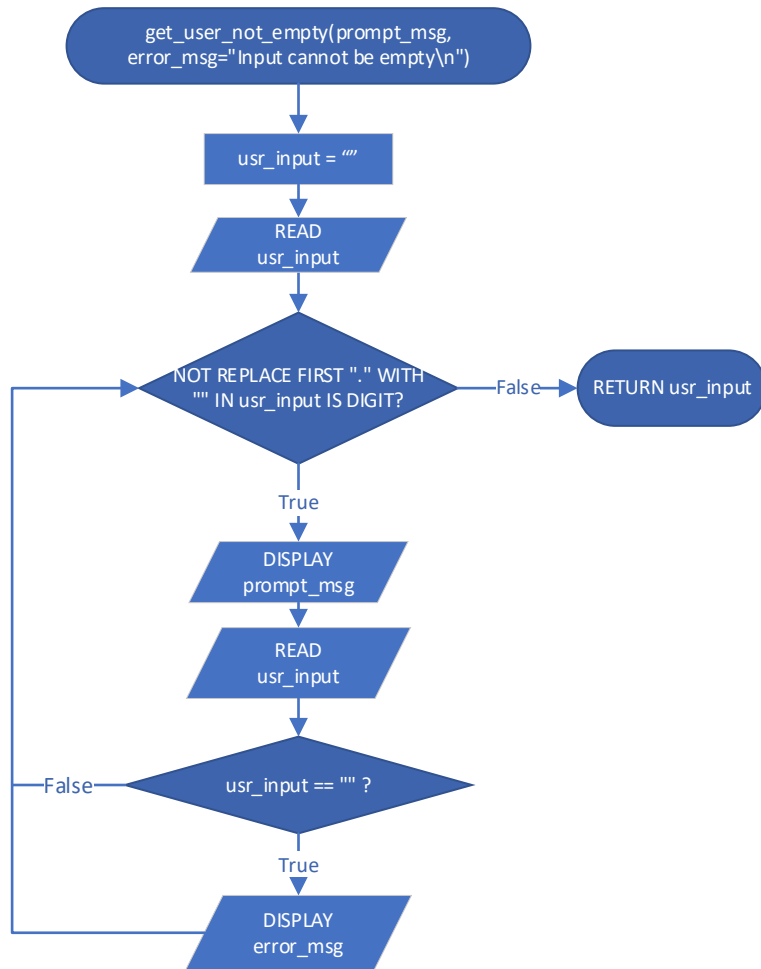 get_user_not_empty(prompt_msg,
error_msg="Input cannot be empty\n")
usr_input = “”
READ
usr_input
NOT REPLACE FIRST "." WITH
"" IN usr_input IS DIGIT?
False
RETURN usr_input
True
DISPLAY
prompt_msg
READ
usr_input
usr_input == "" ?
False
True
DISPLAY
error_msg